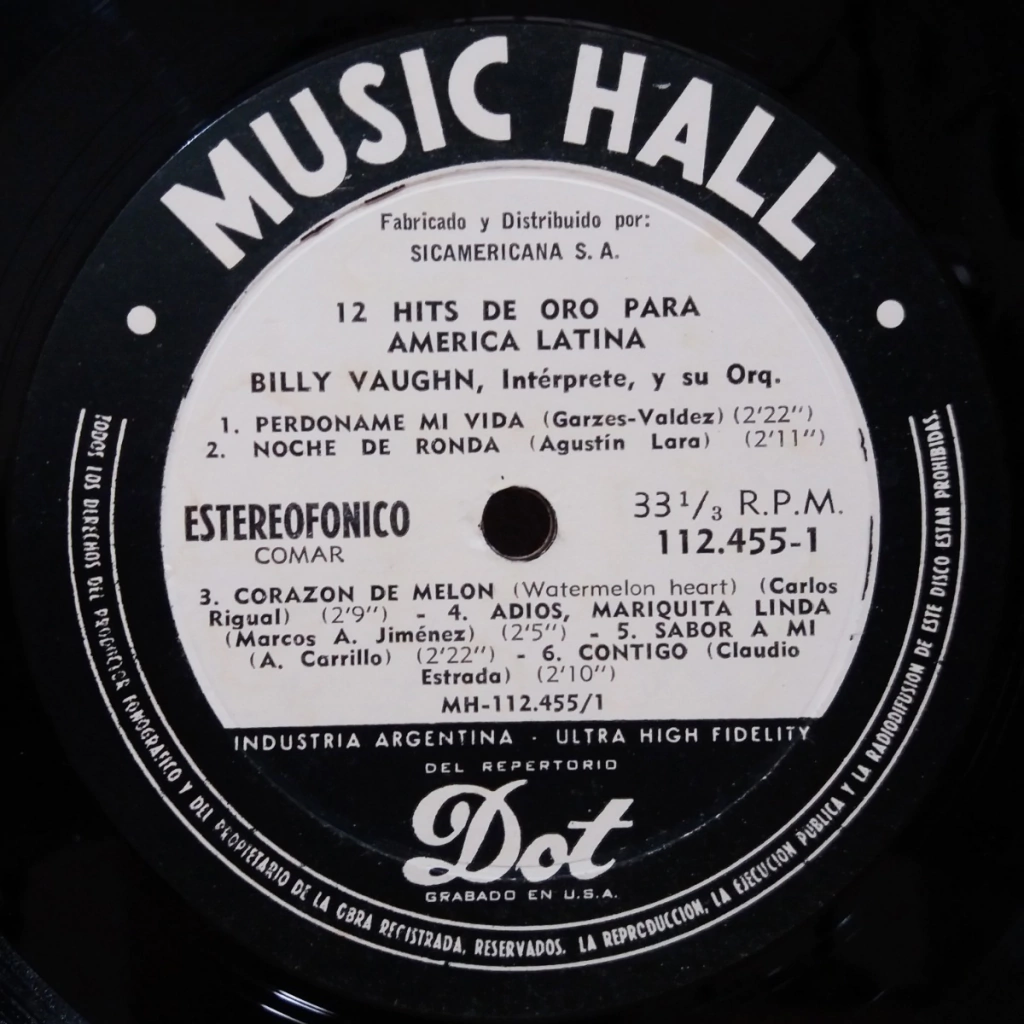 MUSIC HALL
Fabricado y Distribuido por:
SICAMERICANA S. A.
12 HITS DE ORO PARA
AMERICA LATINA
BILLY VAUGHN, Intérprete, y su Orq.
1. PERDONAME MI VIDA (Garzes-Valdez) (2'22")
2. NOCHE DE RONDA (Agustín Lara) (2'11")
ESTEREOFONICO
COMAR
33 1/3 R.P.M.
112.455-1
3. CORAZON DE MELON (Watermelon heart) (Carlos
Rigual) (2'9") - 4. ADIOS, MARIQUITA LINDA
(Marcos A. Jiménez) (2'5") - 5. SABOR A MI
(A. Carrillo) (2'22") - 6. CONTIGO (Claudio
Estrada) (2'10")
MH-112.455/1
INDUSTRIA ARGENTINA · ULTRA HIGH FIDELITY
DEL REPERTORIO
Dot
GRABADO EN U.S.A.
TODOS LOS DERECHOS DEL PRODUCTOR FONOGRAFICO Y DEL PROPIETARIO DE LA OBRA REGISTRADA, RESERVADOS. LA REPRODUCCION, LA EJECUCION PUBLICA Y LA RADIODIFUSION DE ESTE DISCO ESTAN PROHIBIDAS.